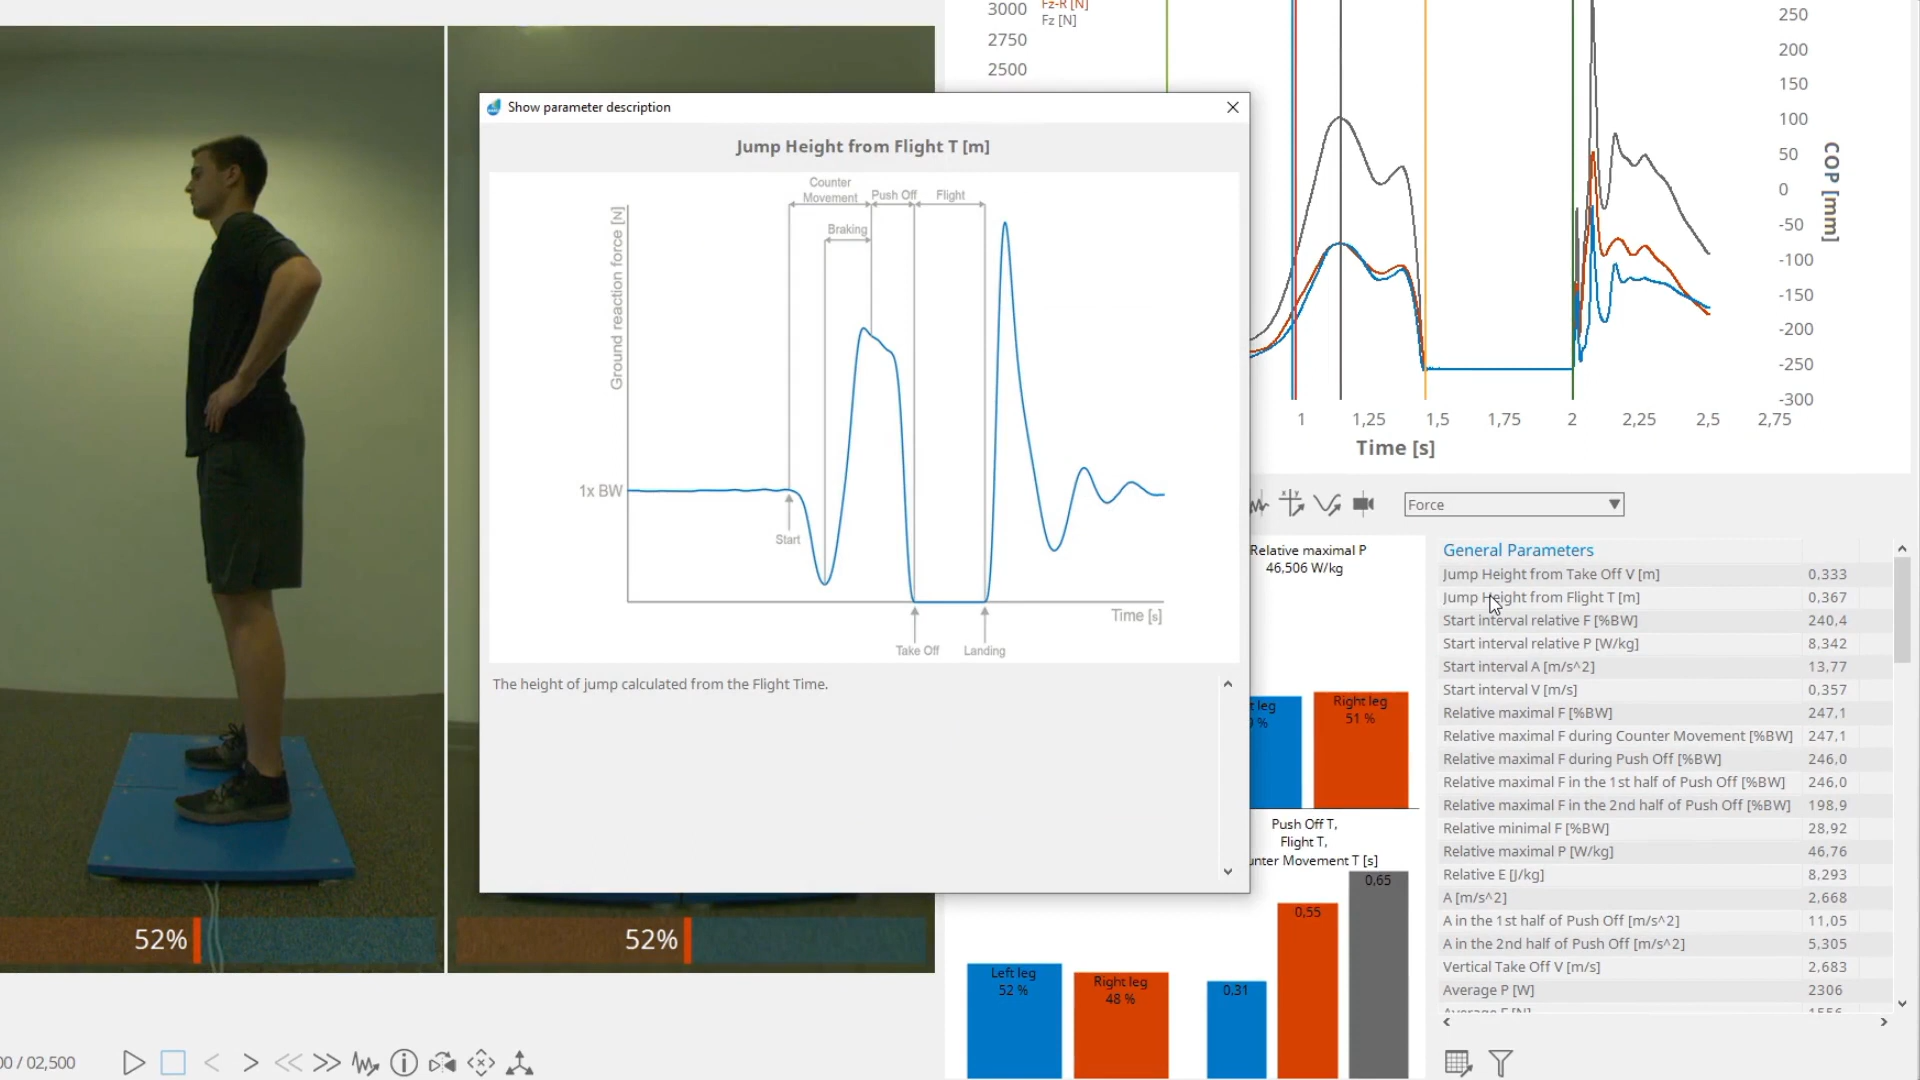 3000
2750
2500
Fz-R [N]
Fz [N]
250
200
150
100
50
0
-50
-100
-150
-200
-250
-300
COP [mm]
1
1,25
1,5
1,75
2
2,25
2,5
2,75
Time [s]
Show parameter description
Jump Height from Flight T [m]
Counter
Movement
Push Off
Flight
Braking
Ground reaction force [N]
1x BW
Start
Time [s]
Take Off
Landing
The height of jump calculated from the Flight Time.
Force
Relative maximal P
46,506 W/kg
leg
%
Right leg
51 %
Push Off T,
Flight T,
Movement T [s]
Left leg
52 %
Right leg
48 %
0,31
0,55
0,65
General Parameters
Jump Height from Take Off V [m] 0,333
Jump Height from Flight T [m] 0,367
Start interval relative F [%BW] 240,4
Start interval relative P [W/kg] 8,342
Start interval A [m/s^2] 13,77
Start interval V [m/s] 0,357
Relative maximal F [%BW] 247,1
Relative maximal F during Counter Movement [%BW] 247,1
Relative maximal F during Push Off [%BW] 246,0
Relative maximal F in the 1st half of Push Off [%BW] 246,0
Relative maximal F in the 2nd half of Push Off [%BW] 198,9
Relative minimal F [%BW] 28,92
Relative maximal P [W/kg] 46,76
Relative E [J/kg] 8,293
A [m/s^2] 2,668
A in the 1st half of Push Off [m/s^2] 11,05
A in the 2nd half of Push Off [m/s^2] 5,305
Vertical Take Off V [m/s] 2,683
Average P [W] 2306
52%
52%
/ 02,500